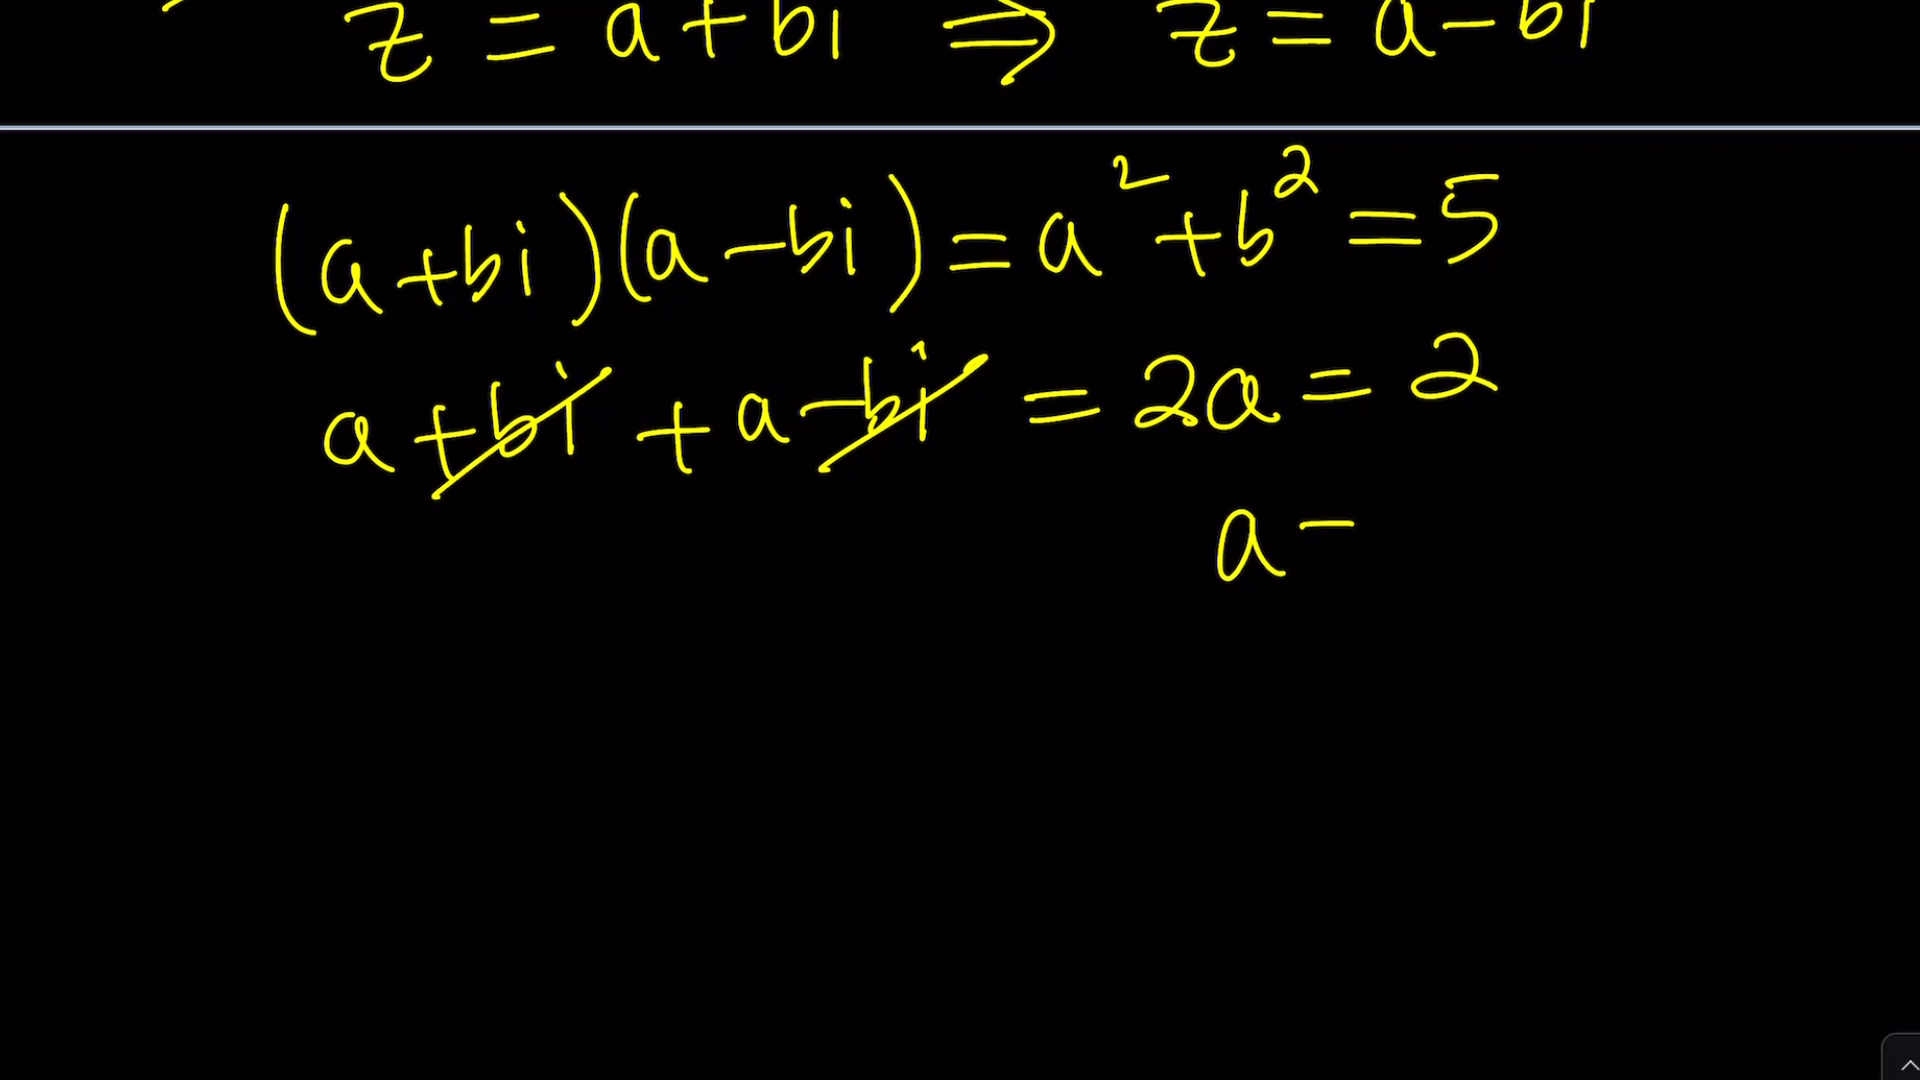 z = a + bi ⇒ z = a − bi
(a + bi)(a − bi) = a² + b² = 5
a + bi + a − bi = 2a = 2
a −